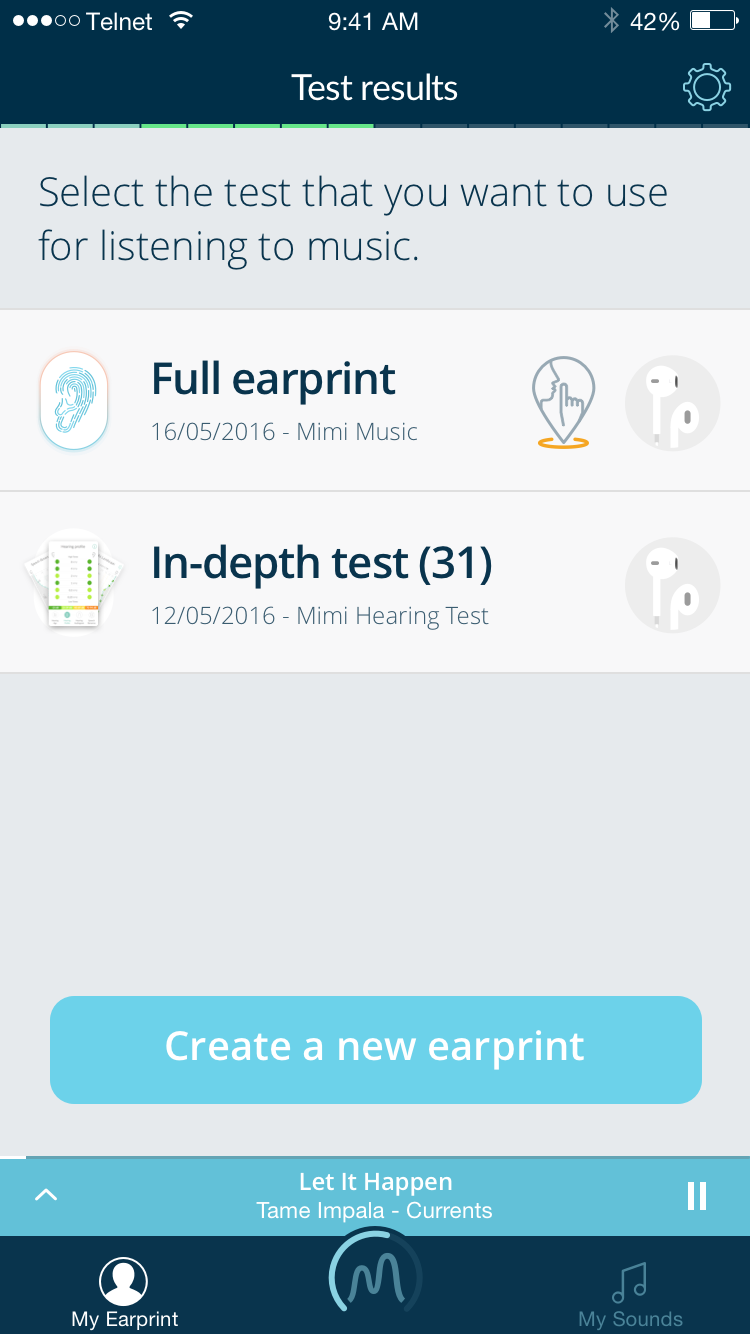 Telnet 9:41 AM 42%
Test results
Select the test that you want to use
for listening to music.
Full earprint
16/05/2016 - Mimi Music
In-depth test (31)
12/05/2016 - Mimi Hearing Test
Create a new earprint
Let It Happen
Tame Impala - Currents
My Earprint
My Sounds